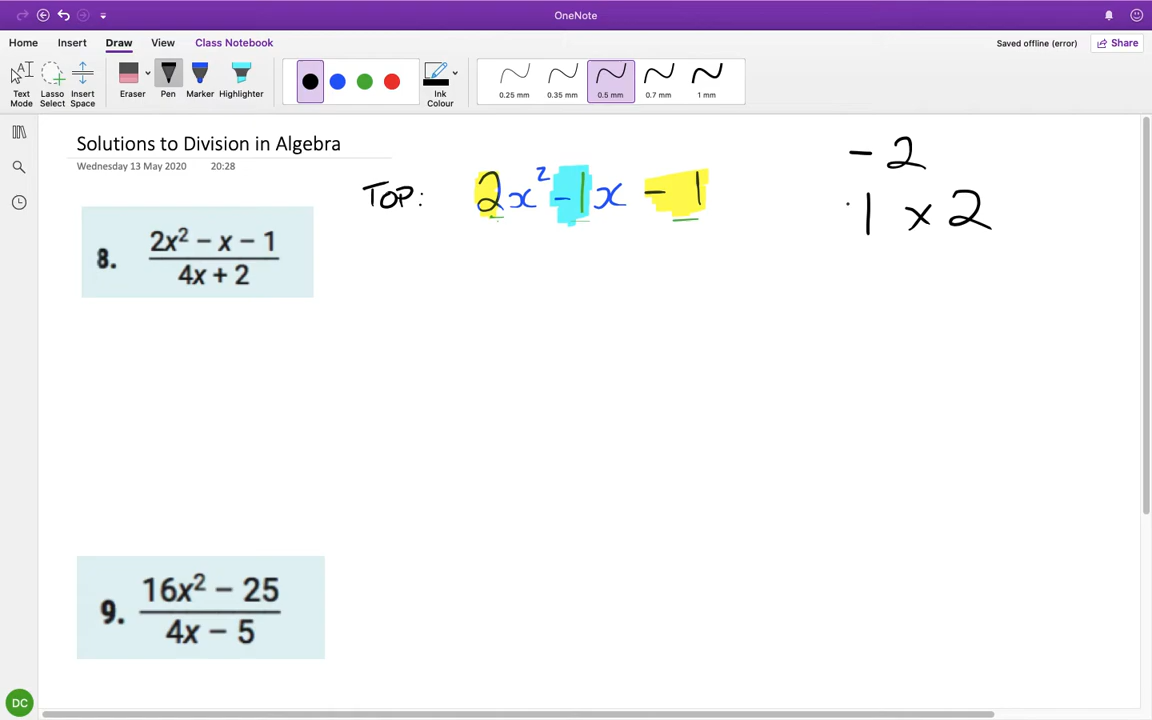 OneNote
Home Insert Draw View Class Notebook
Saved offline (error) Share
Text Mode
Lasso Select
Insert Space
Eraser
Pen
Marker
Highlighter
Ink Colour
0.25 mm 0.35 mm 0.5 mm 0.7 mm 1 mm
Solutions to Division in Algebra
Wednesday 13 May 2020 20:28
TOP: 2x² - 1x - 1
- 2
1 x 2
8. 2x² − x − 1
4x + 2
9. 16x² − 25
4x − 5
DC